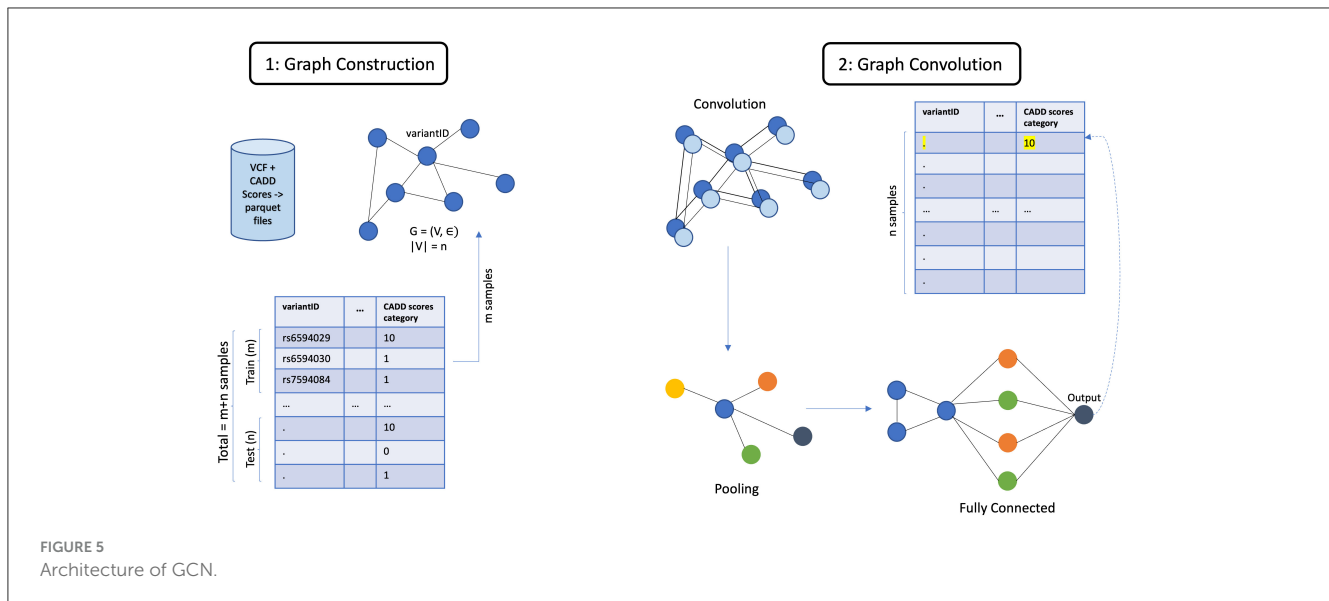 1: Graph Construction
VCF +
CADD
Scores ->
parquet
files
variantID
G = (V, ∈)
|V| = n
m samples
Total = m+n samples
Train (m)
Test (n)
variantID ... CADD scores category
rs6594029 10
rs6594030 1
rs7594084 1
... ... ...
. 10
. 0
. 1
2: Graph Convolution
Convolution
n samples
variantID ... CADD scores category
. 10
.
.
... ... ...
.
.
.
Pooling
Output
Fully Connected
FIGURE 5
Architecture of GCN.